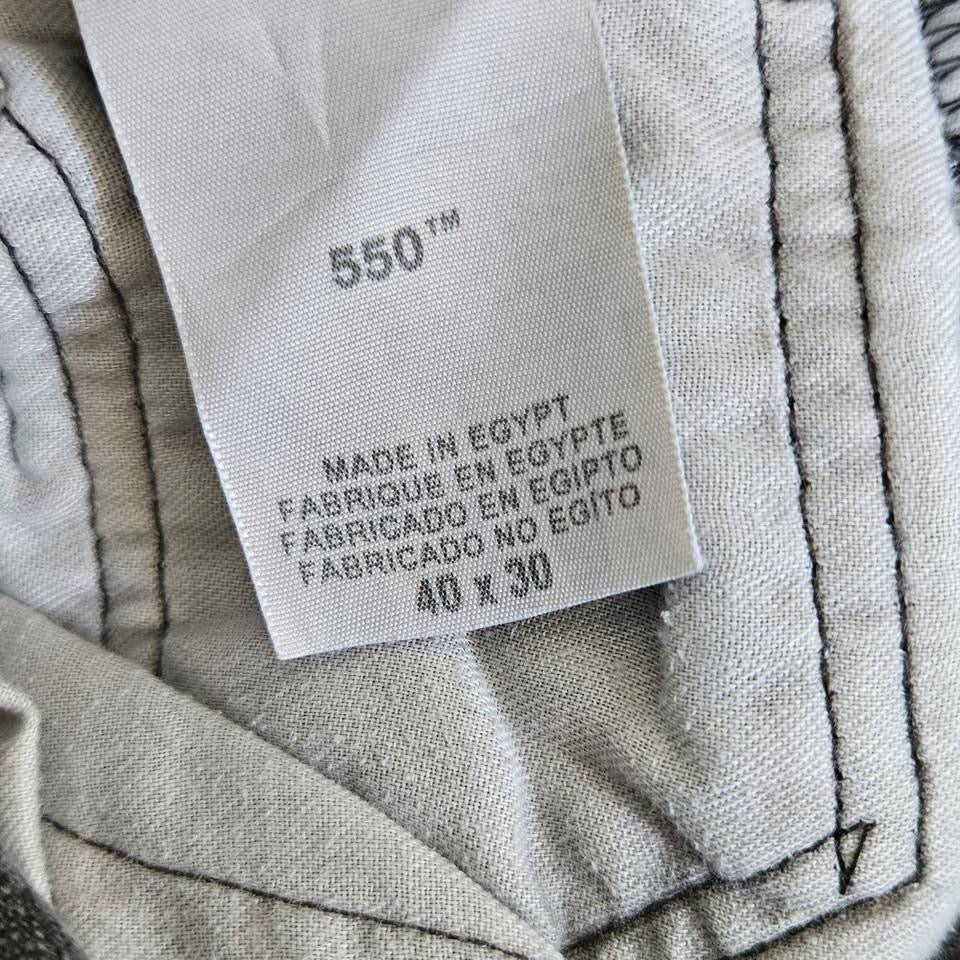 550™
MADE IN EGYPT
FABRIQUE EN EGYPTE
FABRICADO EN EGIPTO
FABRICADO NO EGITO
40 x 30